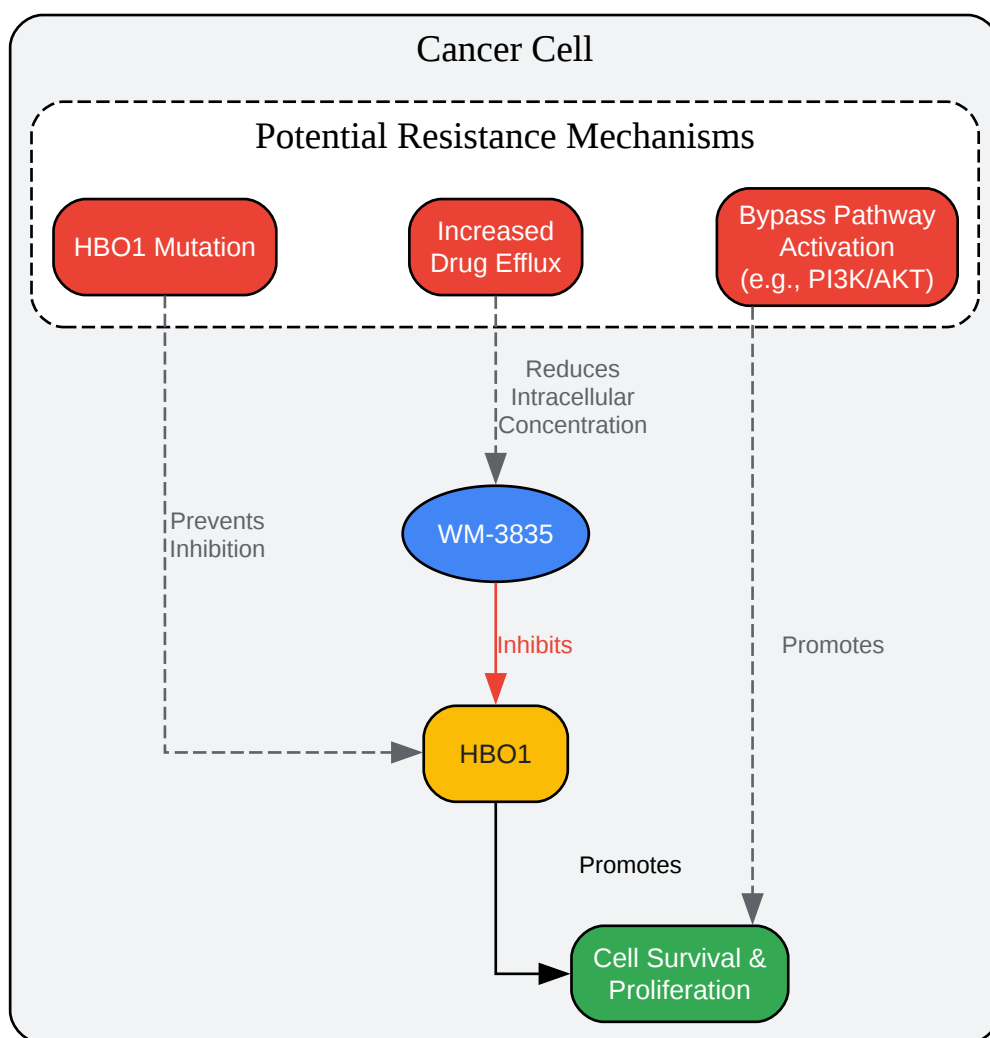 Cancer Cell
Potential Resistance Mechanisms
HBO1 Mutation
Increased
Drug Efflux
Bypass Pathway
Activation
(e.g., PI3K/AKT)
Reduces
Intracellular
Concentration
Prevents
Inhibition
WM-3835
Inhibits
Promotes
HBO1
Promotes
Cell Survival &
Proliferation